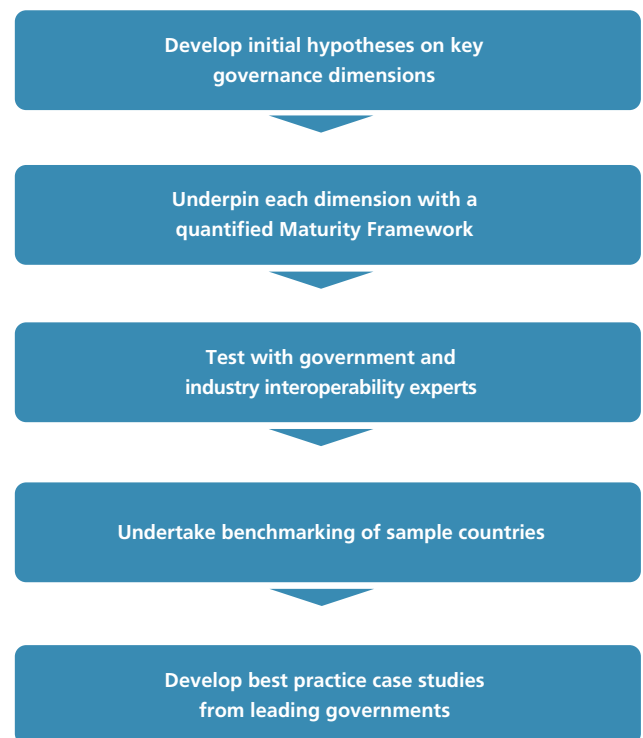 Develop initial hypotheses on key
governance dimensions
Underpin each dimension with a
quantified Maturity Framework
Test with government and
industry interoperability experts
Undertake benchmarking of sample countries
Develop best practice case studies
from leading governments